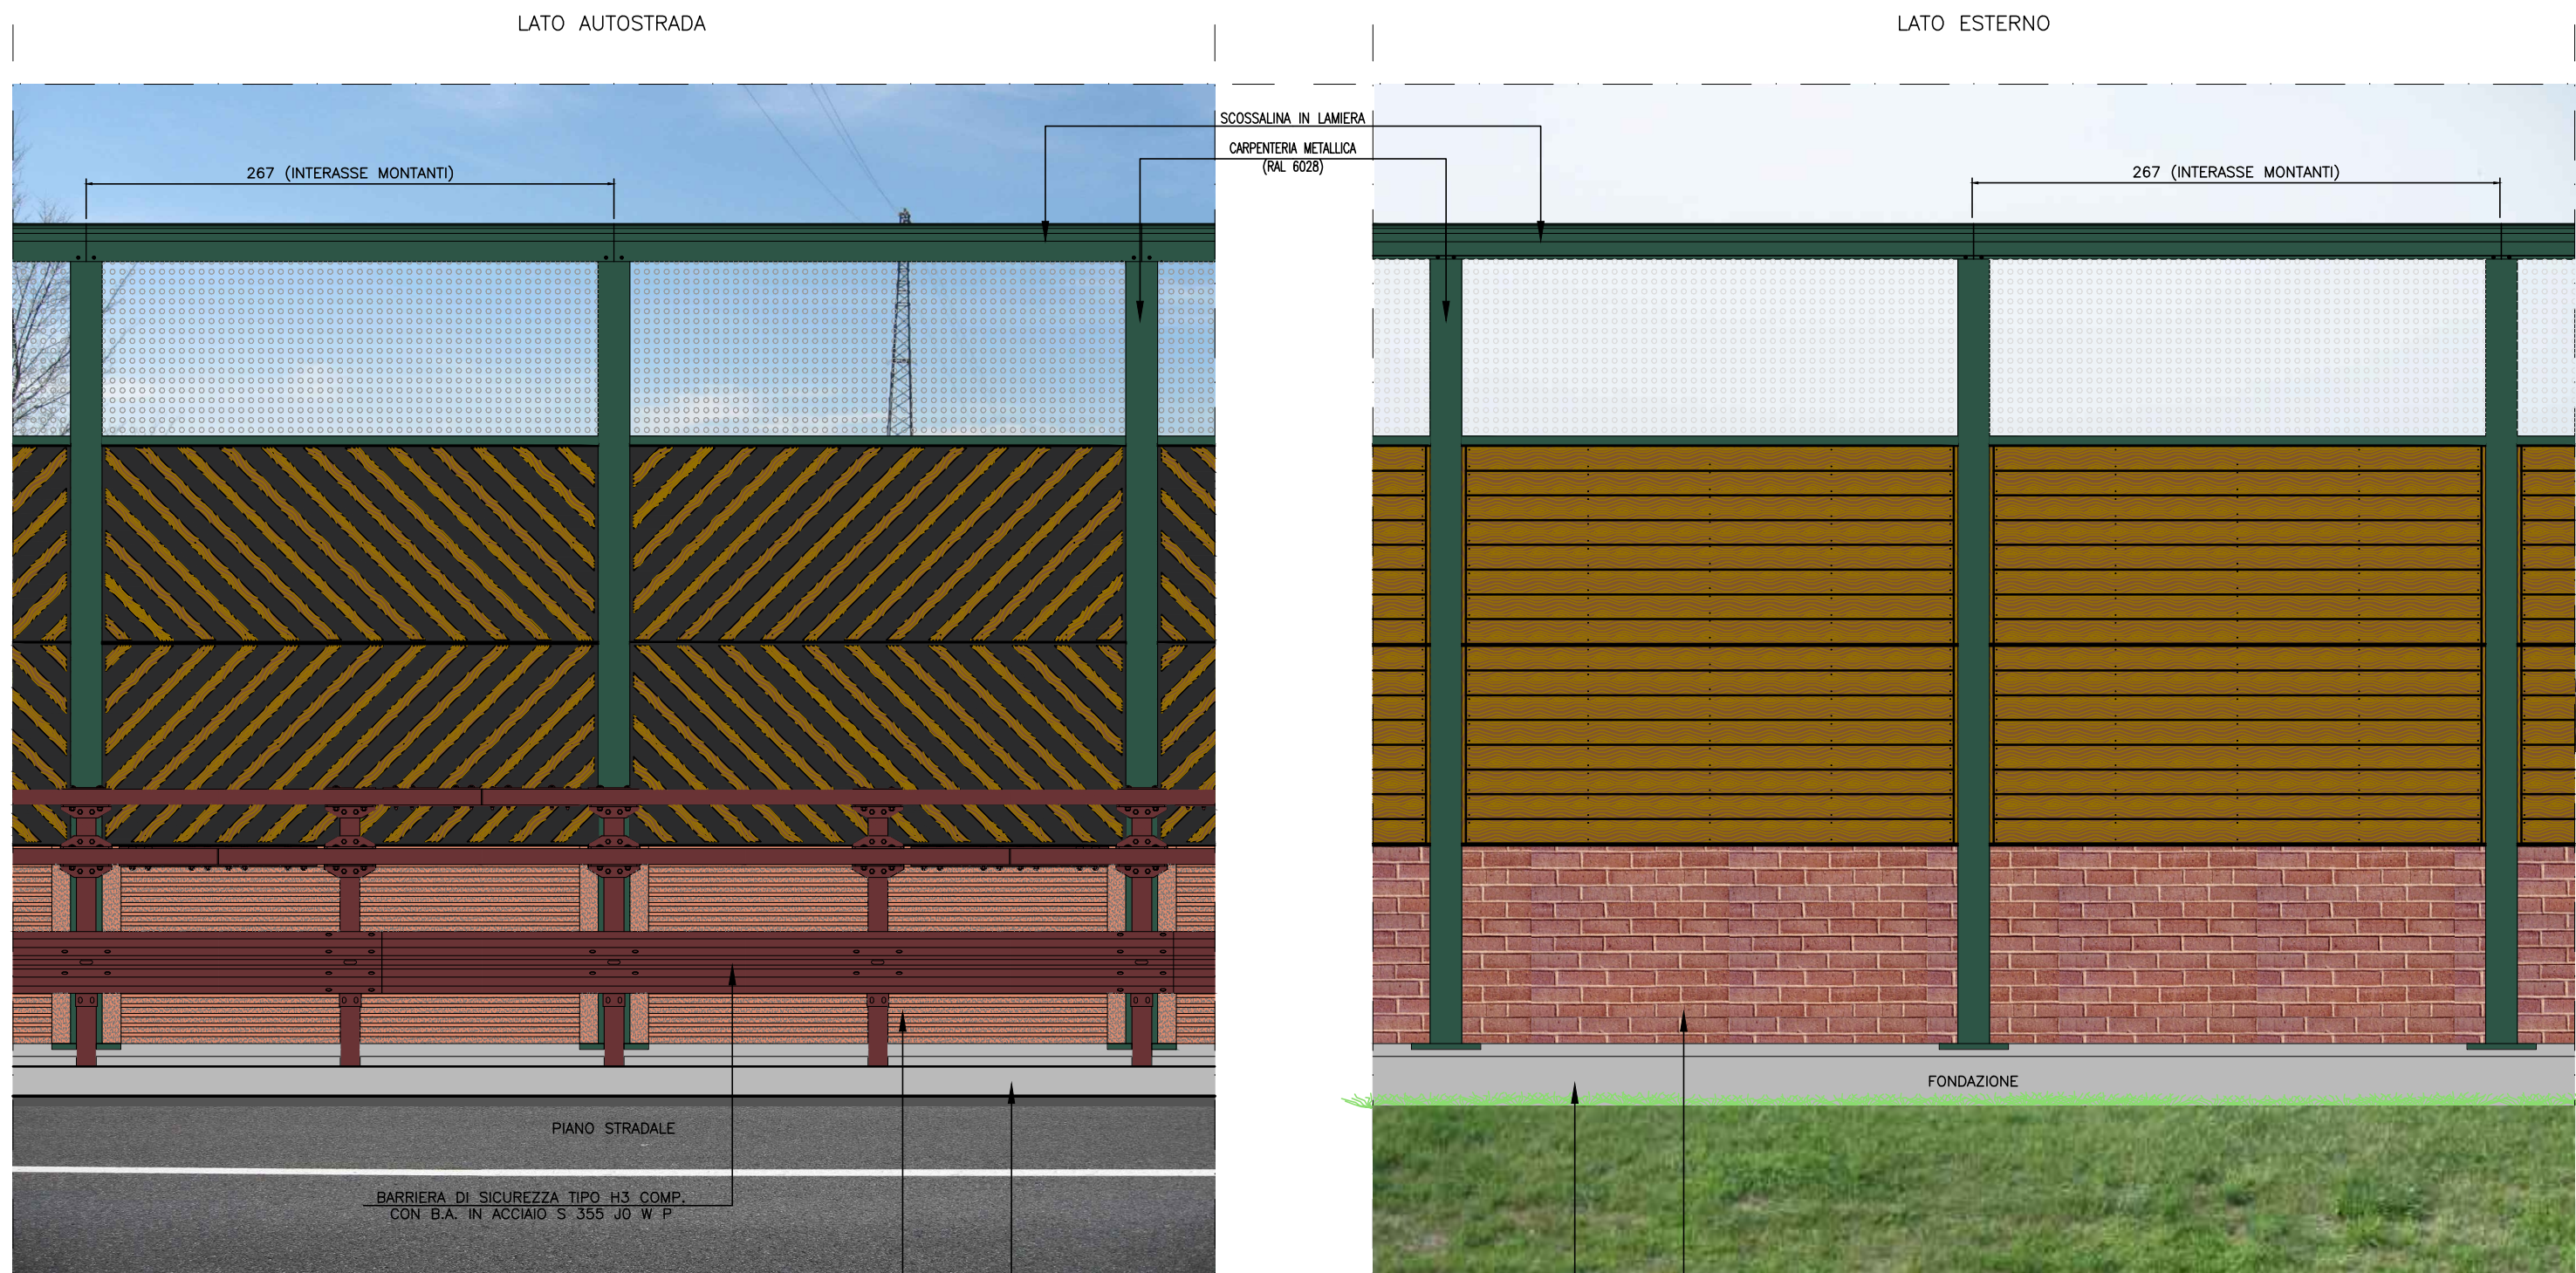 LATO AUTOSTRADA
LATO ESTERNO
SCOSSALINA IN LAMIERA
CARPENTERIA METALLICA
(RAL 6028)
267 (INTERASSE MONTANTI)
267 (INTERASSE MONTANTI)
FONDAZIONE
PIANO STRADALE
BARRIERA DI SICUREZZA TIPO H3 COMP.
CON B.A. IN ACCIAIO S 355 J0 W P